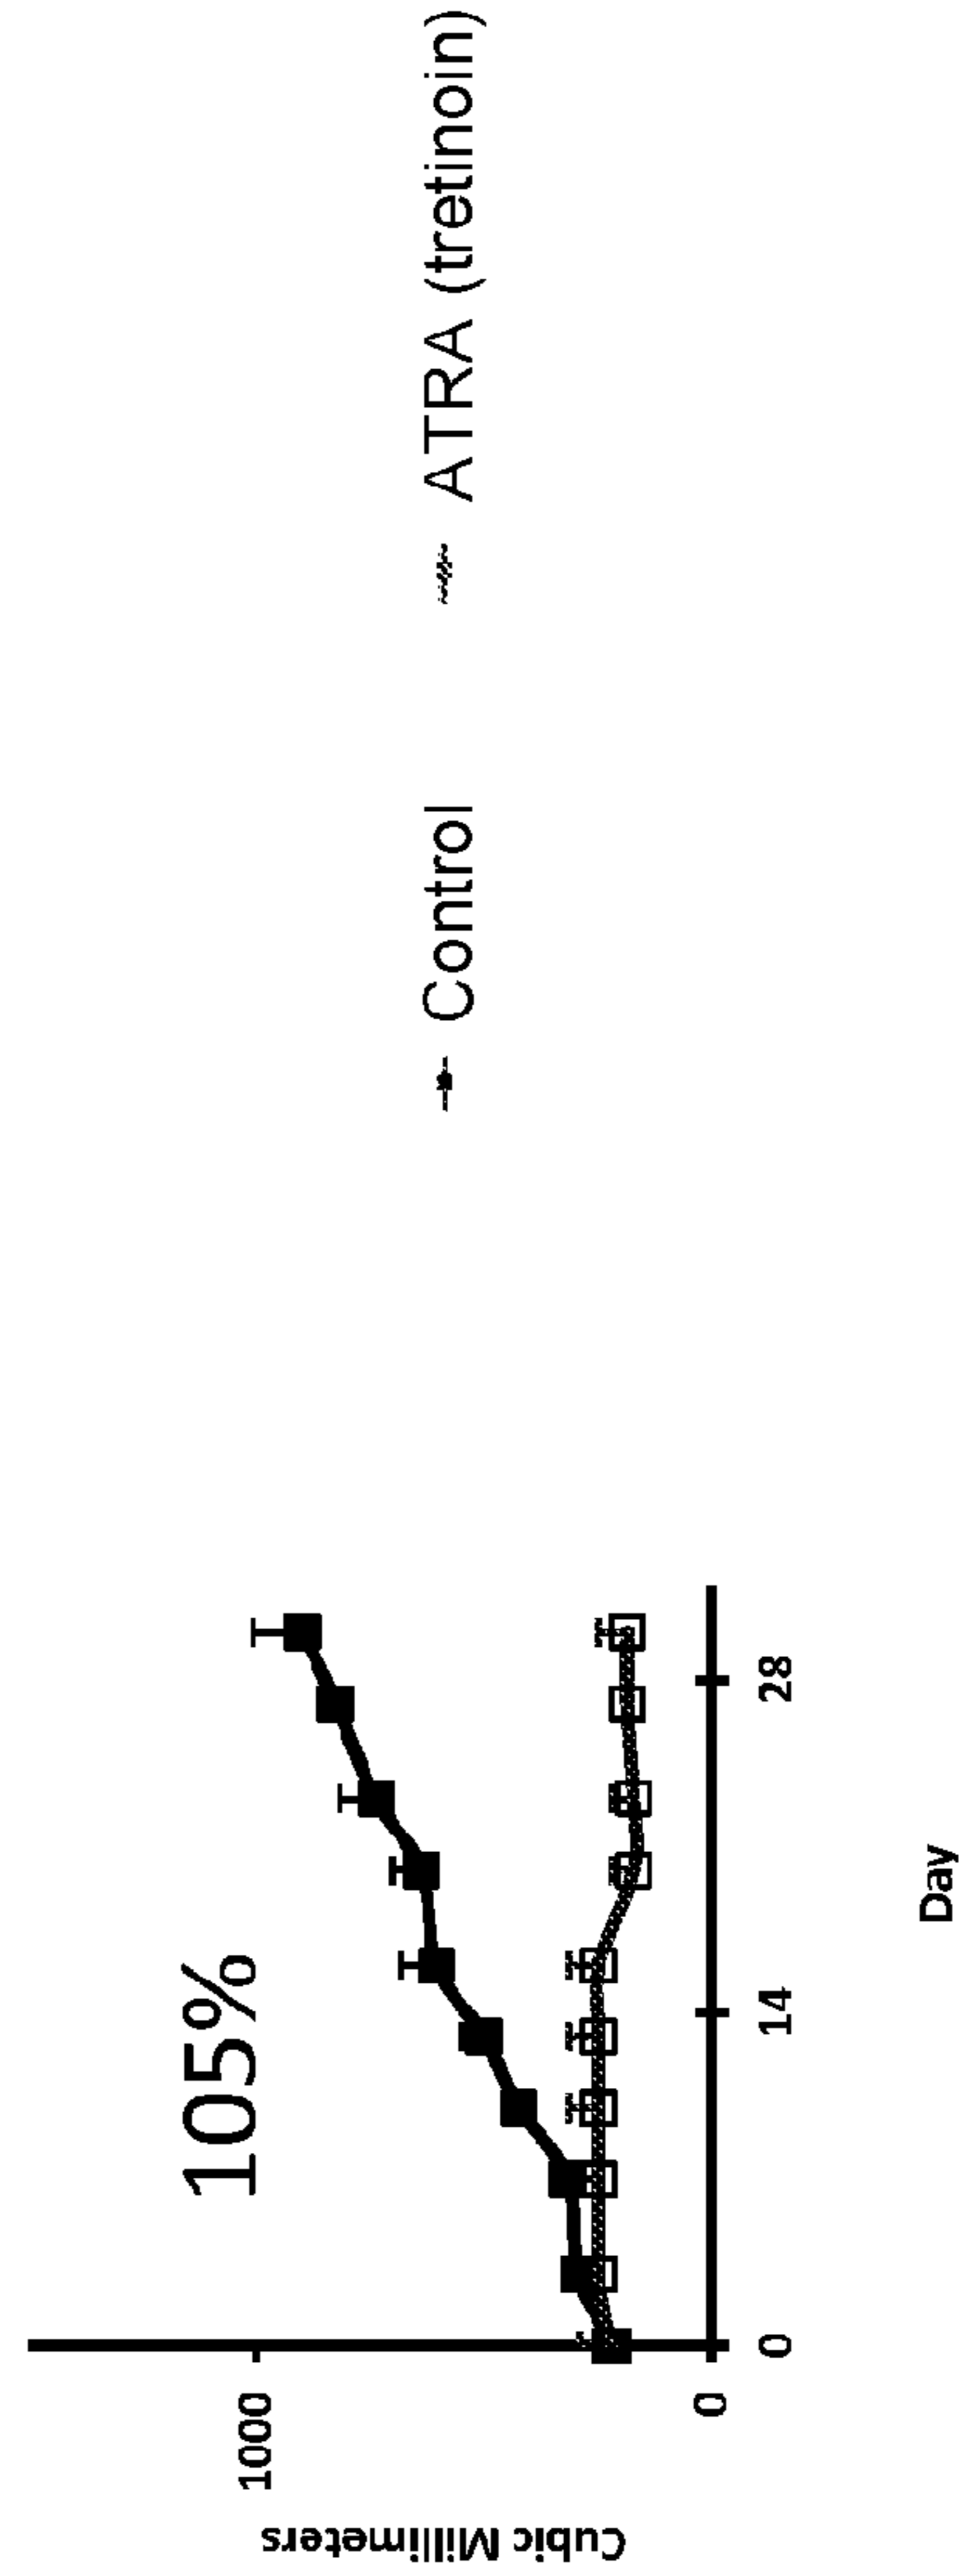 105%
Cubic Millimeters
1000
0
0
14
28
Day
Control
ATRA (tretinoin)